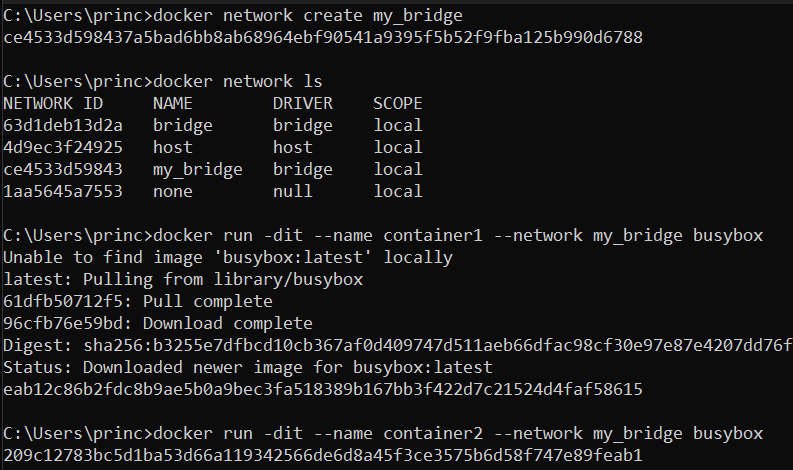 C:\Users\princ>docker network create my_bridge
ce4533d598437a5bad6bb8ab68964ebf90541a9395f5b52f9fba125b990d6788
C:\Users\princ>docker network ls
NETWORK ID     NAME        DRIVER    SCOPE
63d1deb13d2a   bridge      bridge    local
4d9ec3f24925   host        host      local
ce4533d59843   my_bridge   bridge    local
1aa5645a7553   none        null      local
C:\Users\princ>docker run -dit --name container1 --network my_bridge busybox
Unable to find image 'busybox:latest' locally
latest: Pulling from library/busybox
61dfb50712f5: Pull complete
96cfb76e59bd: Download complete
Digest: sha256:b3255e7dfbcd10cb367af0d409747d511aeb66dfac98cf30e97e87e4207dd76f
Status: Downloaded newer image for busybox:latest
eab12c86b2fdc8b9ae5b0a9bec3fa518389b167bb3f422d7c21524d4faf58615
C:\Users\princ>docker run -dit --name container2 --network my_bridge busybox
209c12783bc5d1ba53d66a119342566de6d8a45f3ce3575b6d58f747e89feab1